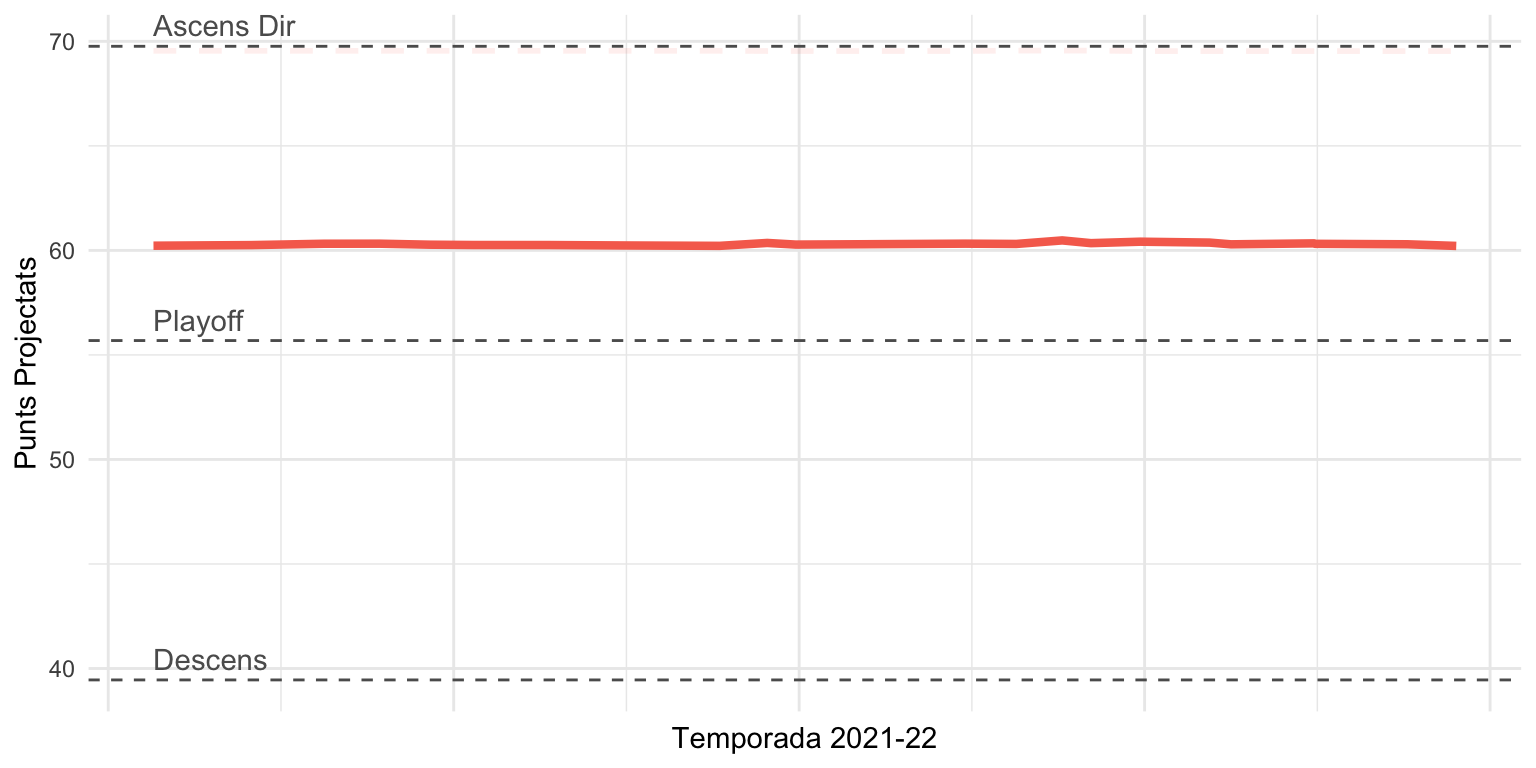 Ascens Dir
70
60
Playoff
50
Descens
40
Punts Projectats
Temporada 2021-22